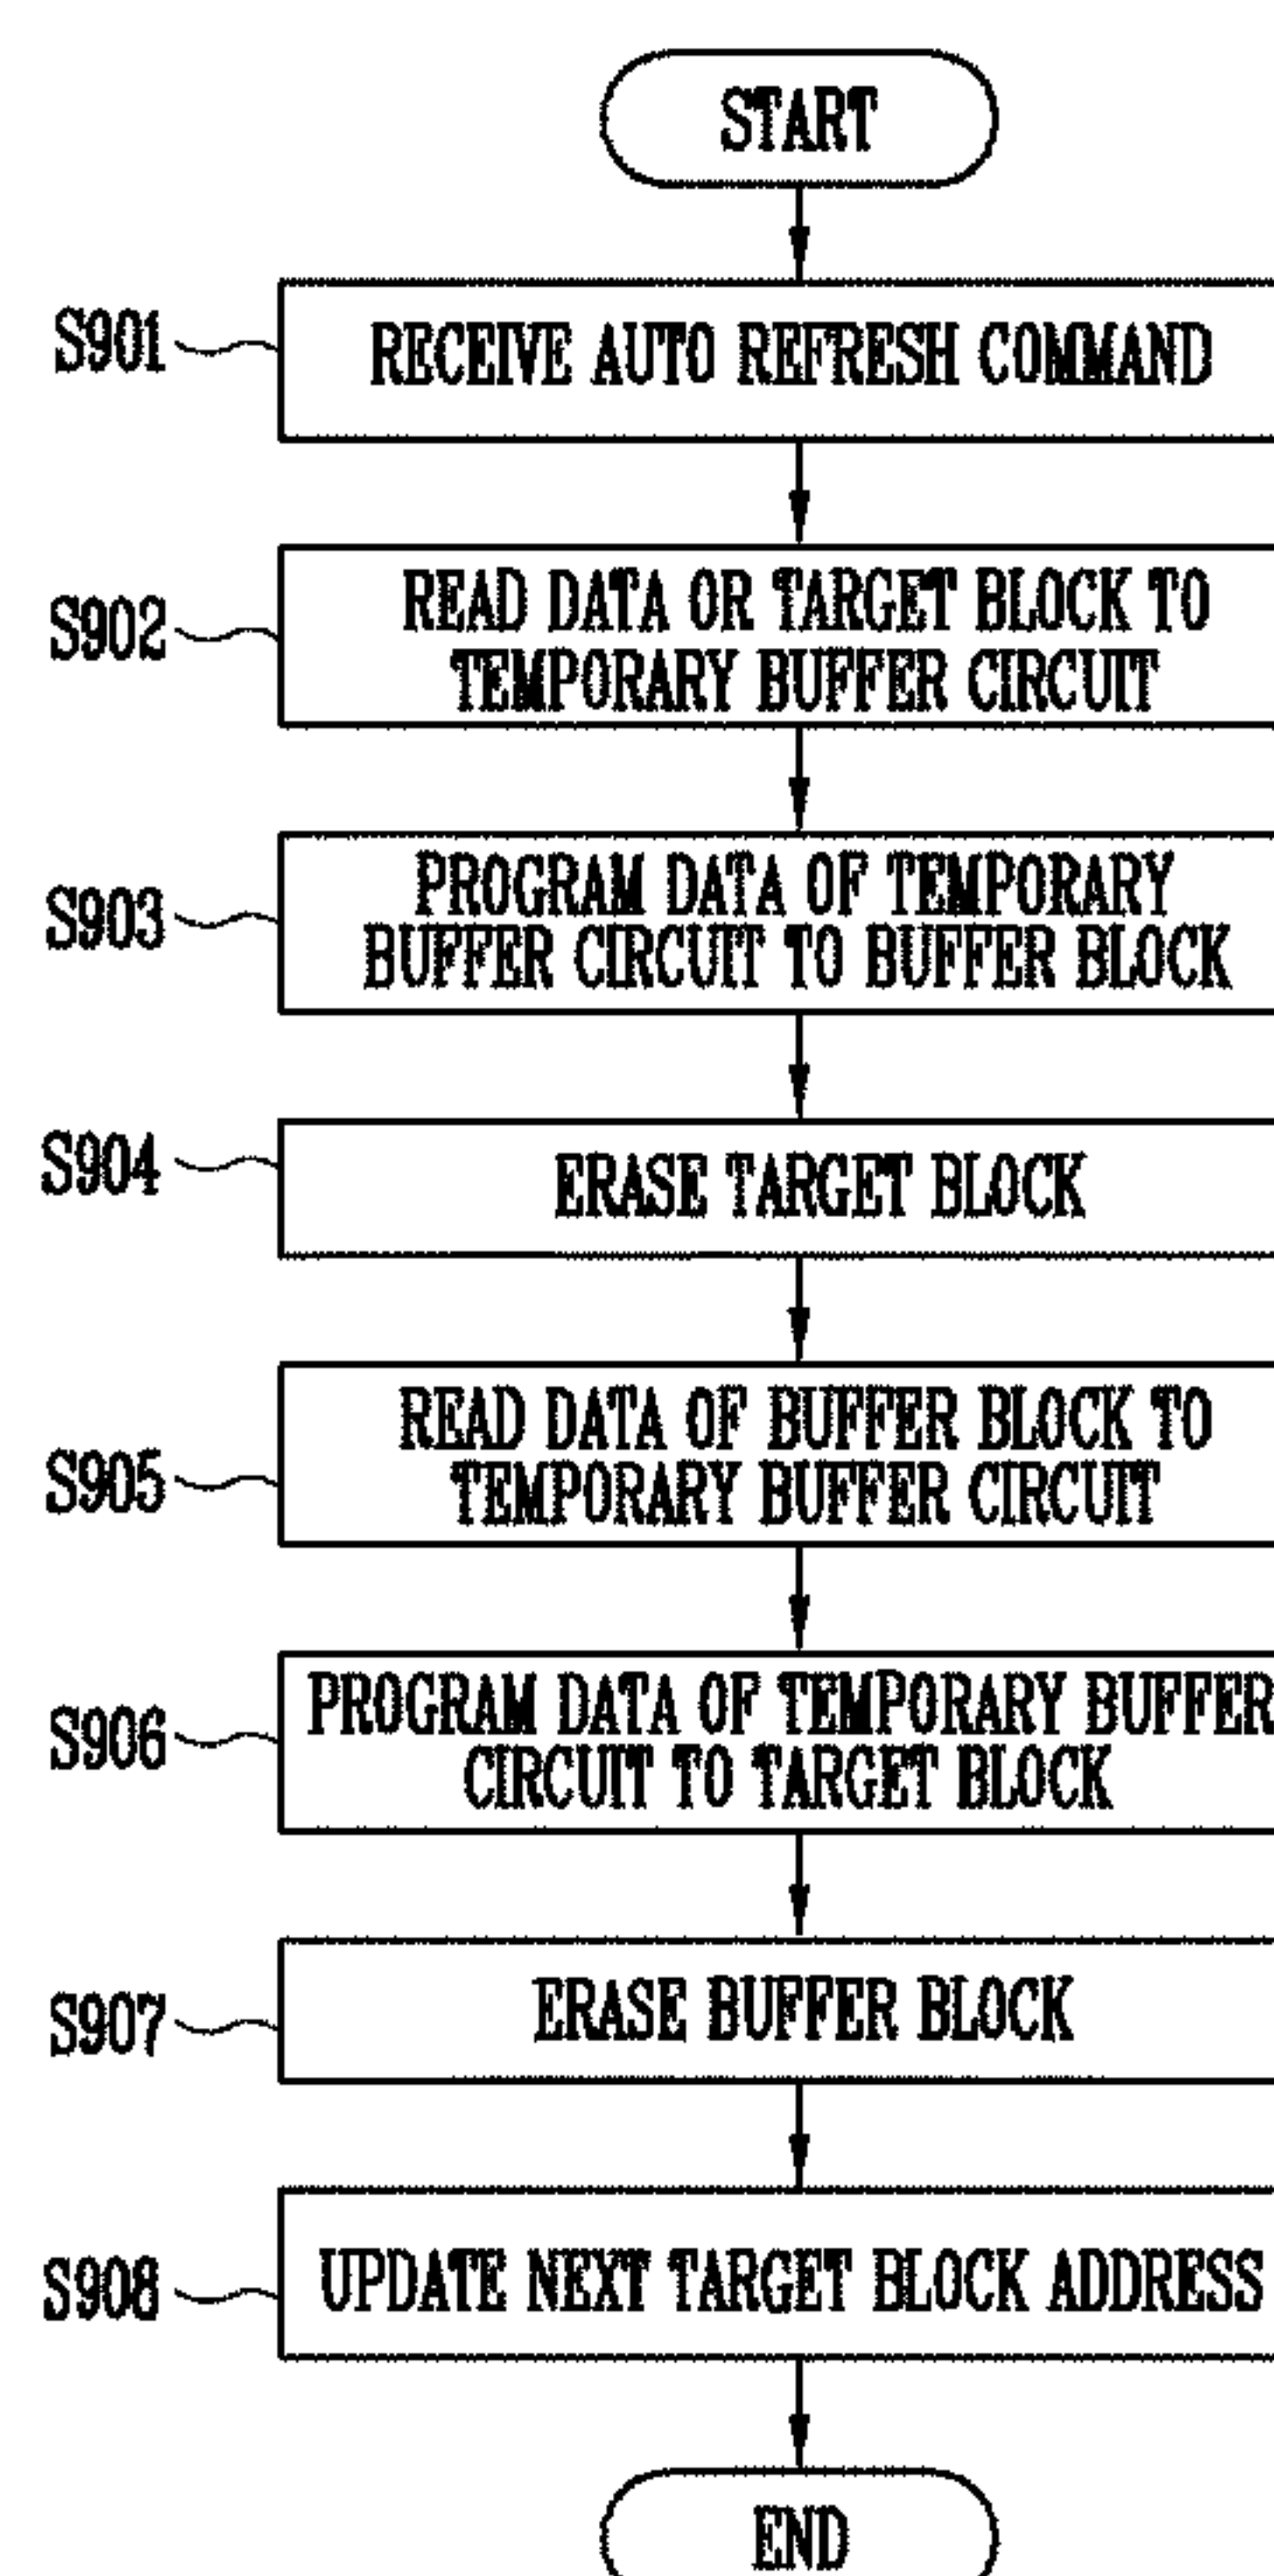 START
S901
RECEIVE AUTO REFRESH COMMAND
S902
READ DATA OR TARGET BLOCK TO
TEMPORARY BUFFER CIRCUIT
S903
PROGRAM DATA OF TEMPORARY
BUFFER CIRCUIT TO BUFFER BLOCK
S904
ERASE TARGET BLOCK
S905
READ DATA OF BUFFER BLOCK TO
TEMPORARY BUFFER CIRCUIT
S906
PROGRAM DATA OF TEMPORARY BUFFER
CIRCUIT TO TARGET BLOCK
S907
ERASE BUFFER BLOCK
S908
UPDATE NEXT TARGET BLOCK ADDRESS
END